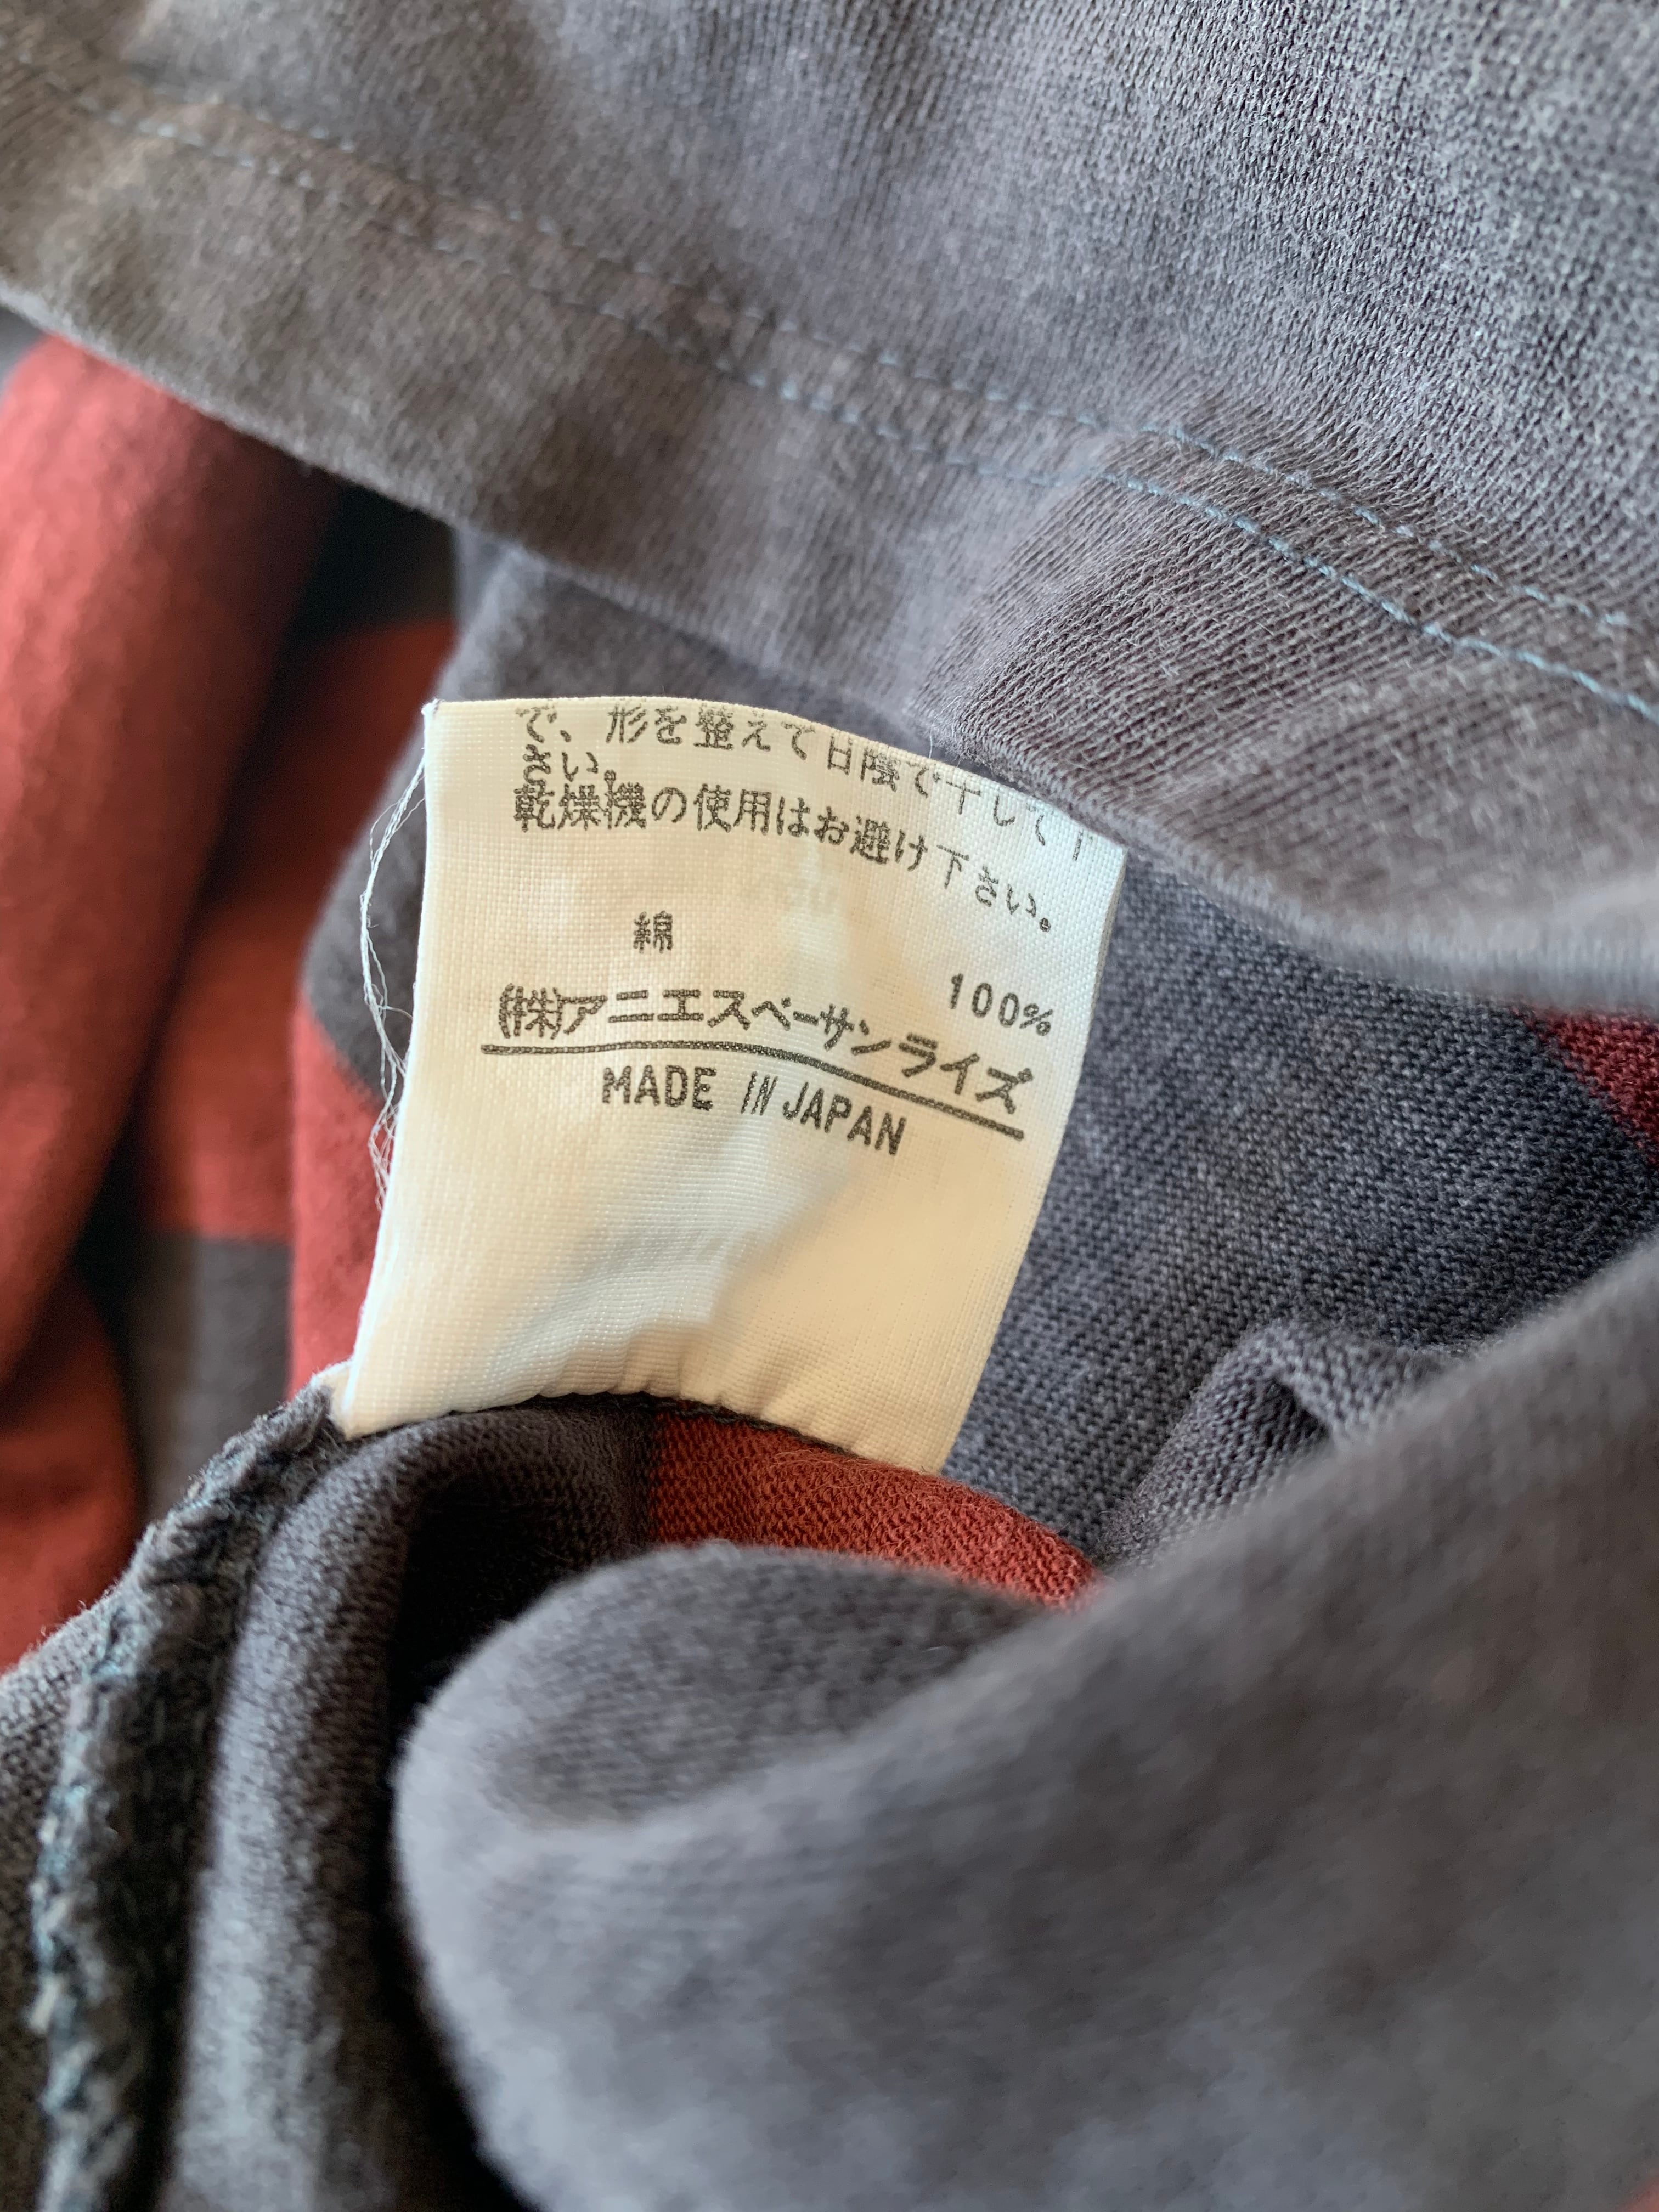 で、形を整えて日陰で干して下
さい。
乾燥機の使用はお避け下さい。
綿 100%
(株)アニエスベーサンライズ
MADE IN JAPAN